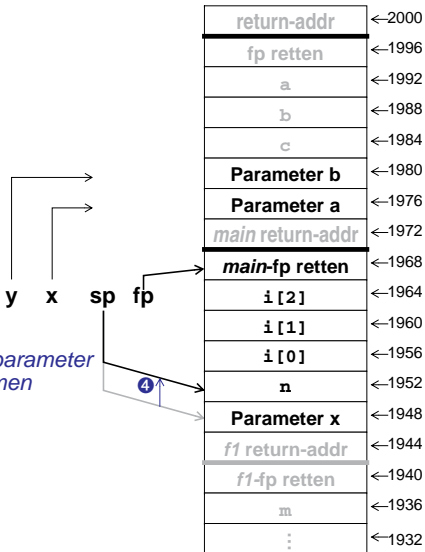 return-addr ←2000
fp retten ←1996
a ←1992
b ←1988
c ←1984
Parameter b ←1980
Parameter a ←1976
main return-addr ←1972
main-fp retten ←1968
y x sp fp
i[2] ←1964
i[1] ←1960
i[0] ←1956
parameter
men
❹
n ←1952
Parameter x ←1948
f1 return-addr ←1944
f1-fp retten ←1940
m ←1936
⋮ ←1932